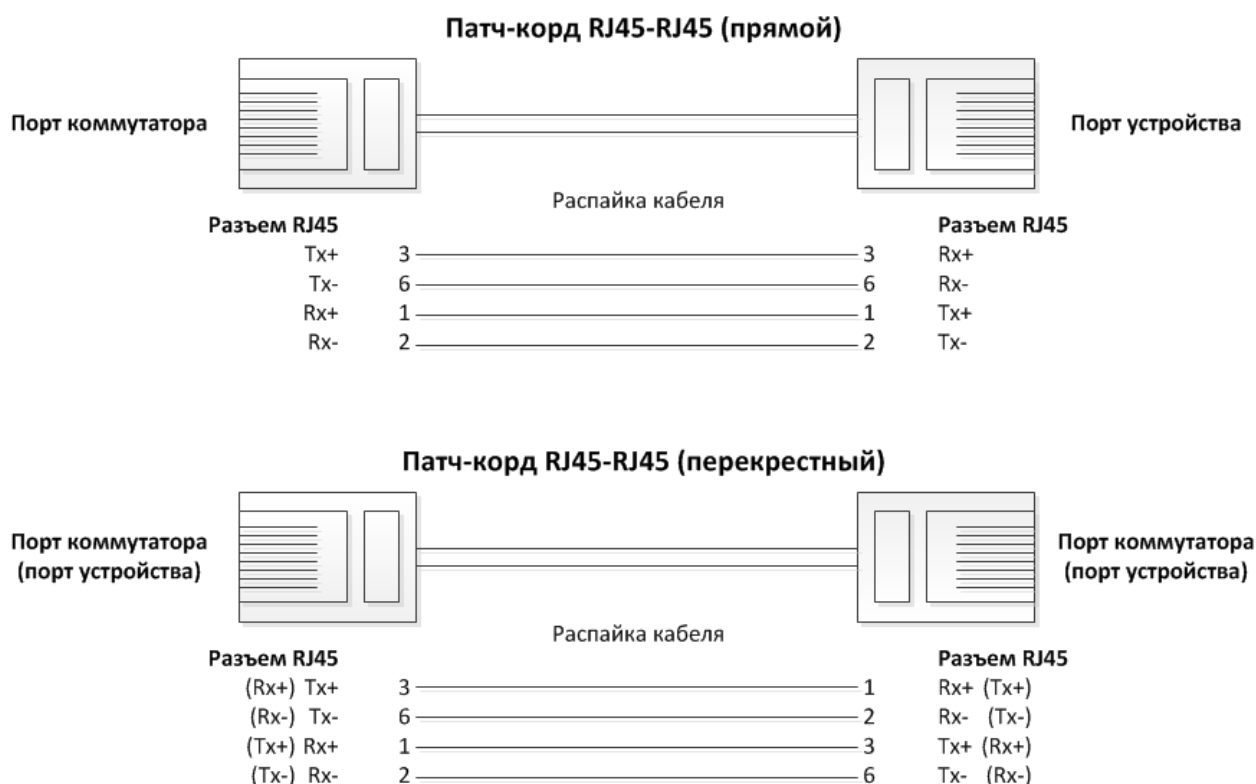 Патч-корд RJ45-RJ45 (прямой)
Порт коммутатора
Порт устройства
Распайка кабеля
Разъем RJ45 Разъем RJ45
Tx+ 3 3 Rx+
Tx- 6 6 Rx-
Rx+ 1 1 Tx+
Rx- 2 2 Tx-
Патч-корд RJ45-RJ45 (перекрестный)
Порт коммутатора
(порт устройства)
Порт коммутатора
(порт устройства)
Распайка кабеля
Разъем RJ45 Разъем RJ45
(Rx+) Tx+ 3 1 Rx+ (Tx+)
(Rx-) Tx- 6 2 Rx- (Tx-)
(Tx+) Rx+ 1 3 Tx+ (Rx+)
(Tx-) Rx- 2 6 Tx- (Rx-)